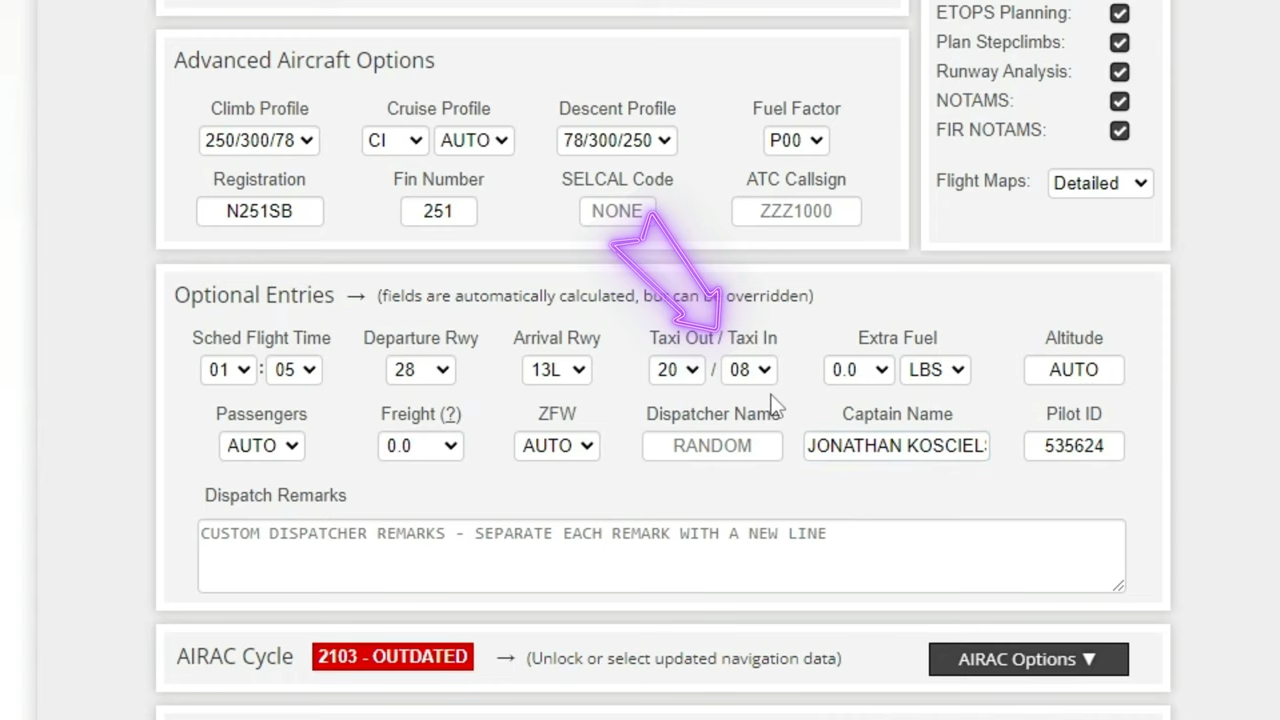 ETOPS Planning:
Plan Stepclimbs:
Runway Analysis:
NOTAMS:
FIR NOTAMS:
Flight Maps: Detailed
Advanced Aircraft Options
Climb Profile Cruise Profile Descent Profile Fuel Factor
250/300/78 CI AUTO 78/300/250 P00
Registration Fin Number SELCAL Code ATC Callsign
N251SB 251 NONE ZZZ1000
Optional Entries → (fields are automatically calculated, but can be overridden)
Sched Flight Time Departure Rwy Arrival Rwy Taxi Out / Taxi In Extra Fuel Altitude
01 : 05 28 13L 20 / 08 0.0 LBS AUTO
Passengers Freight (?) ZFW Dispatcher Name Captain Name Pilot ID
AUTO 0.0 AUTO RANDOM JONATHAN KOSCIEL 535624
Dispatch Remarks
CUSTOM DISPATCHER REMARKS - SEPARATE EACH REMARK WITH A NEW LINE
AIRAC Cycle 2103 - OUTDATED → (Unlock or select updated navigation data) AIRAC Options ▼